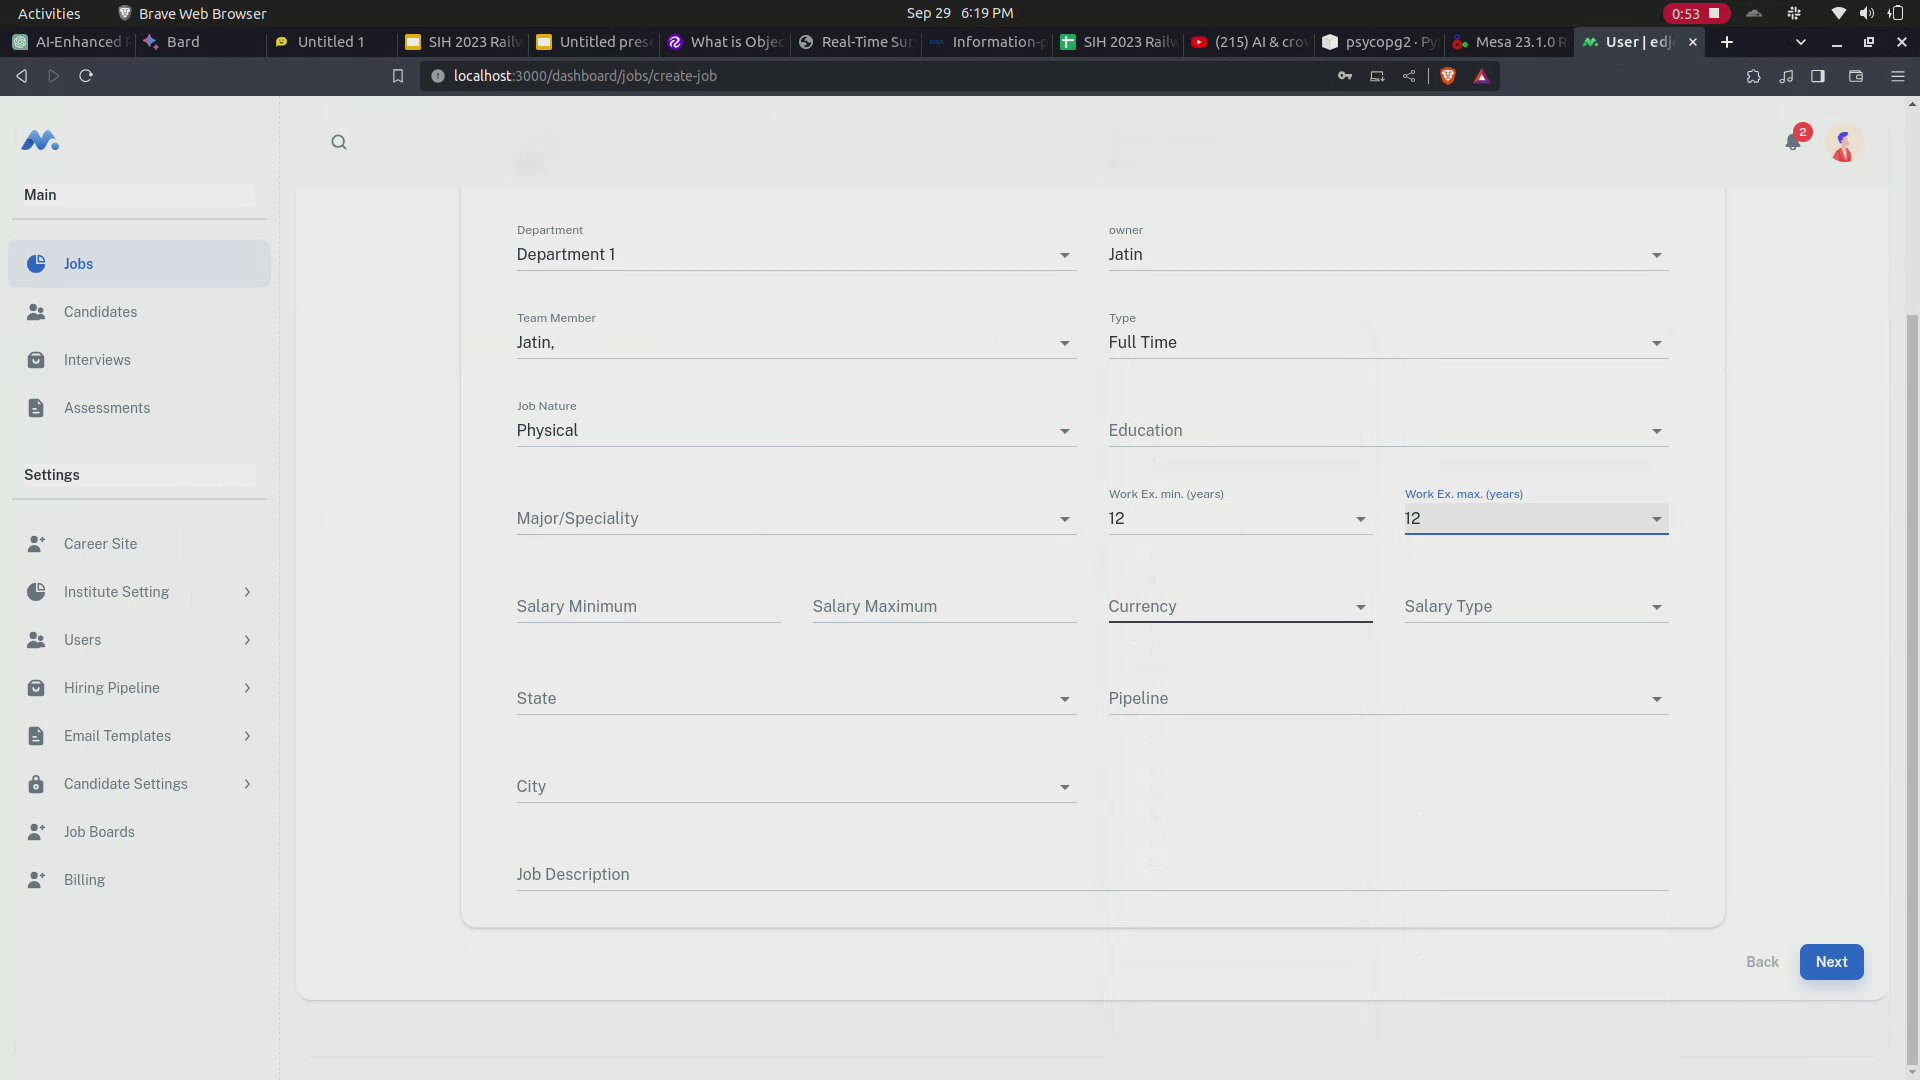 Activities
Brave Web Browser
Sep 29 6:19 PM
0:53
AI-Enhanced
Bard
Untitled 1
SIH 2023 Railw
Untitled prese
What is Objec
Real-Time Sur
Information-p
SIH 2023 Railw
(215) AI & crow
psycopg2 · Py
Mesa 23.1.0 R
User | edj
localhost:3000/dashboard/jobs/create-job
2
Main
Jobs
Candidates
Interviews
Assessments
Settings
Career Site
Institute Setting
Users
Hiring Pipeline
Email Templates
Candidate Settings
Job Boards
Billing
Department
Department 1
owner
Jatin
Team Member
Jatin,
Type
Full Time
Job Nature
Physical
Education
Major/Speciality
Work Ex. min. (years)
12
Work Ex. max. (years)
12
Salary Minimum
Salary Maximum
Currency
Salary Type
State
Pipeline
City
Job Description
Back
Next